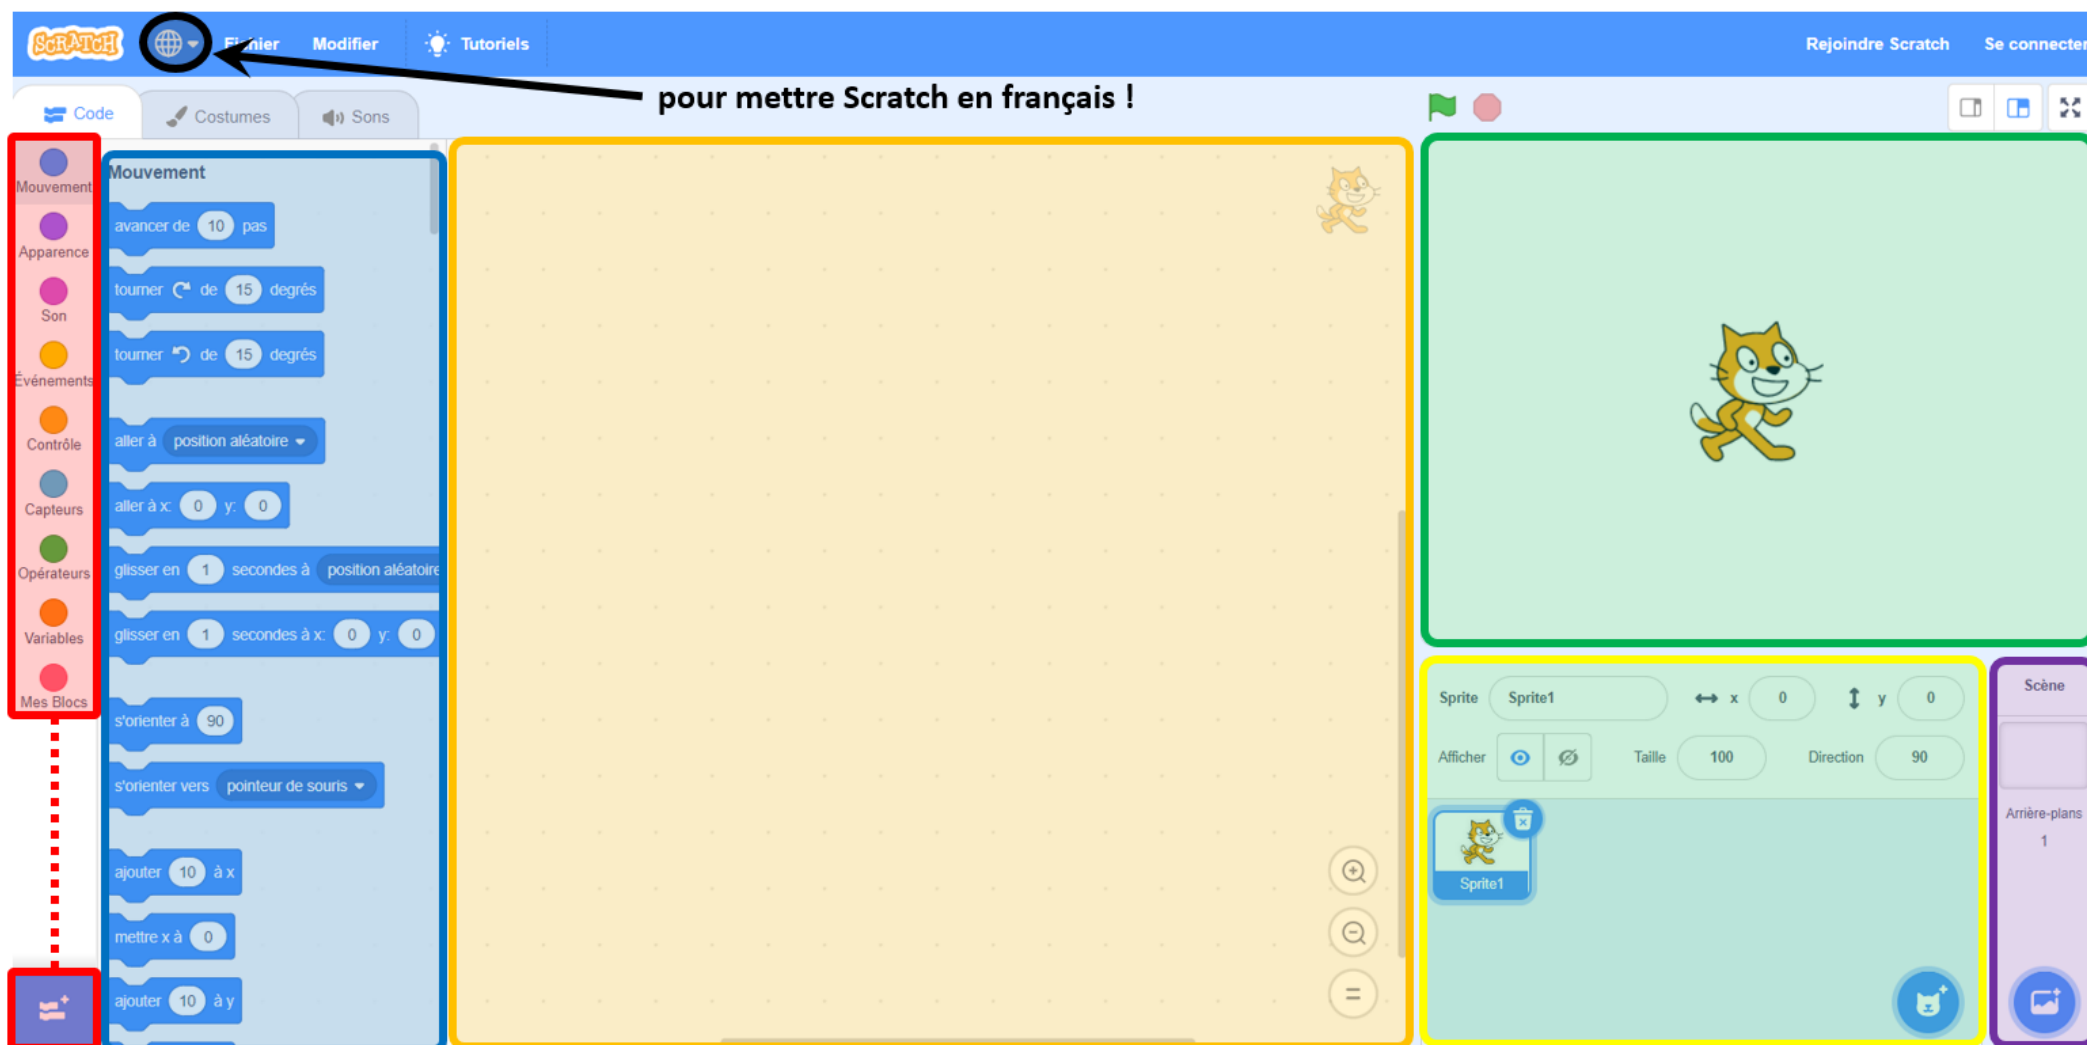 SCRATCH Fichier Modifier Tutoriels Rejoindre Scratch Se connecter
pour mettre Scratch en français !
Code Costumes Sons
Mouvement
Apparence
Son
Événements
Contrôle
Capteurs
Opérateurs
Variables
Mes Blocs
Mouvement
avancer de 10 pas
tourner de 15 degrés
tourner de 15 degrés
aller à position aléatoire
aller à x: 0 y: 0
glisser en 1 secondes à position aléatoire
glisser en 1 secondes à x: 0 y: 0
s'orienter à 90
s'orienter vers pointeur de souris
ajouter 10 à x
mettre x à 0
ajouter 10 à y
Sprite Sprite1 x 0 y 0
Afficher Taille 100 Direction 90
Sprite1
Scène
Arrière-plans
1